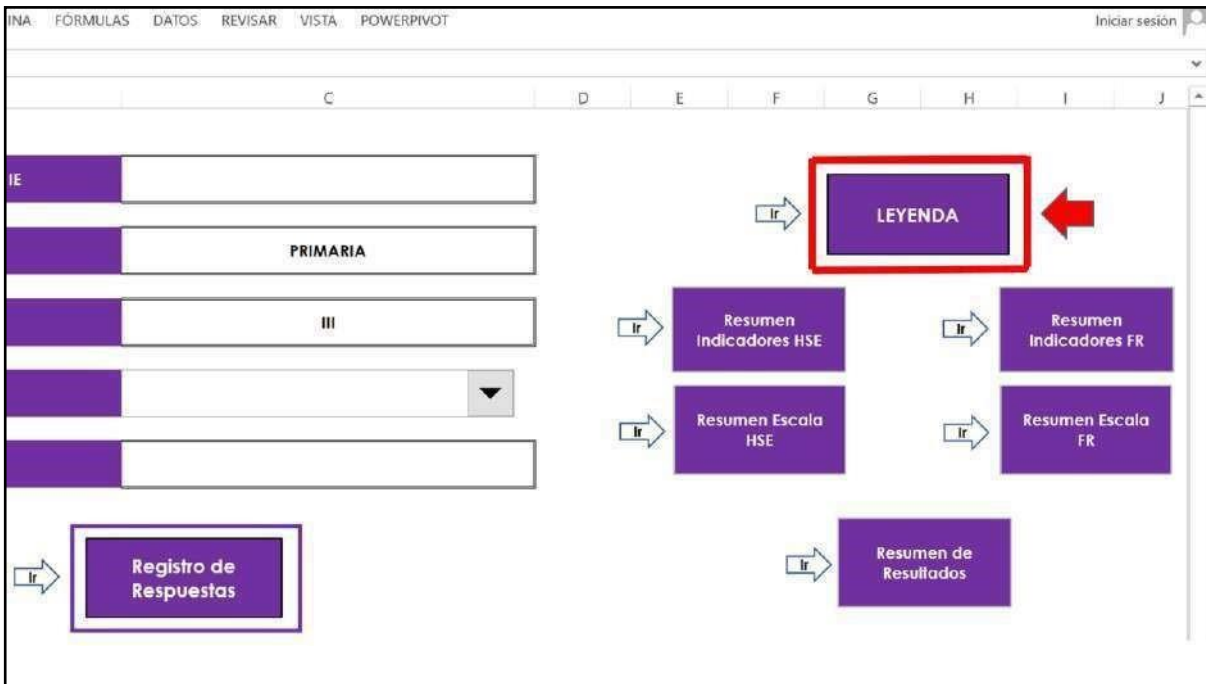 INA FÓRMULAS DATOS REVISAR VISTA POWERPIVOT Iniciar sesión
C D E F G H I J
IE
Ir
LEYENDA
PRIMARIA
III
Ir
Resumen
Indicadores HSE
Ir
Resumen
Indicadores FR
Ir
Resumen Escala
HSE
Ir
Resumen Escala
FR
Ir
Registro de
Respuestas
Ir
Resumen de
Resultados